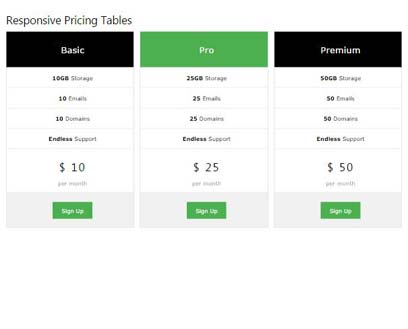 Responsive Pricing Tables
Basic
10GB Storage
10 Emails
10 Domains
Endless Support
$ 10
per month
Sign Up
Pro
25GB Storage
25 Emails
25 Domains
Endless Support
$ 25
per month
Sign Up
Premium
50GB Storage
50 Emails
50 Domains
Endless Support
$ 50
per month
Sign Up